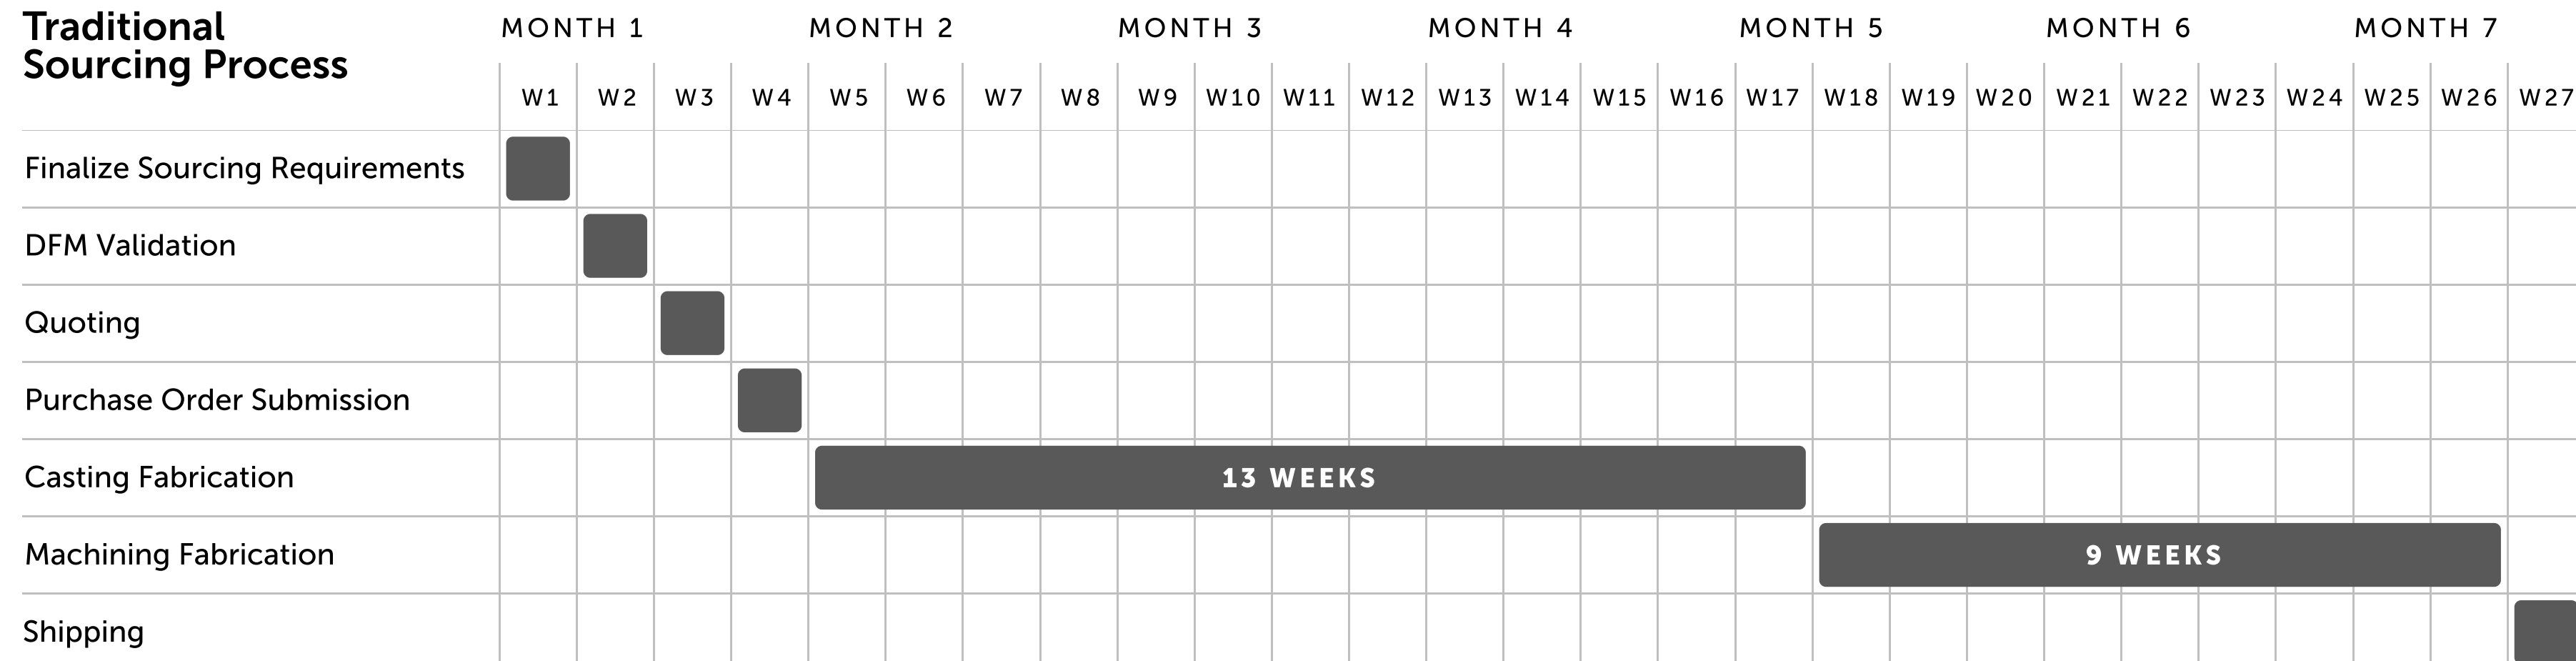 Traditional
Sourcing Process
MONTH 1 MONTH 2 MONTH 3 MONTH 4 MONTH 5 MONTH 6 MONTH 7
W1 W2 W3 W4 W5 W6 W7 W8 W9 W10 W11 W12 W13 W14 W15 W16 W17 W18 W19 W20 W21 W22 W23 W24 W25 W26 W27
Finalize Sourcing Requirements
DFM Validation
Quoting
Purchase Order Submission
Casting Fabrication 13 WEEKS
Machining Fabrication 9 WEEKS
Shipping